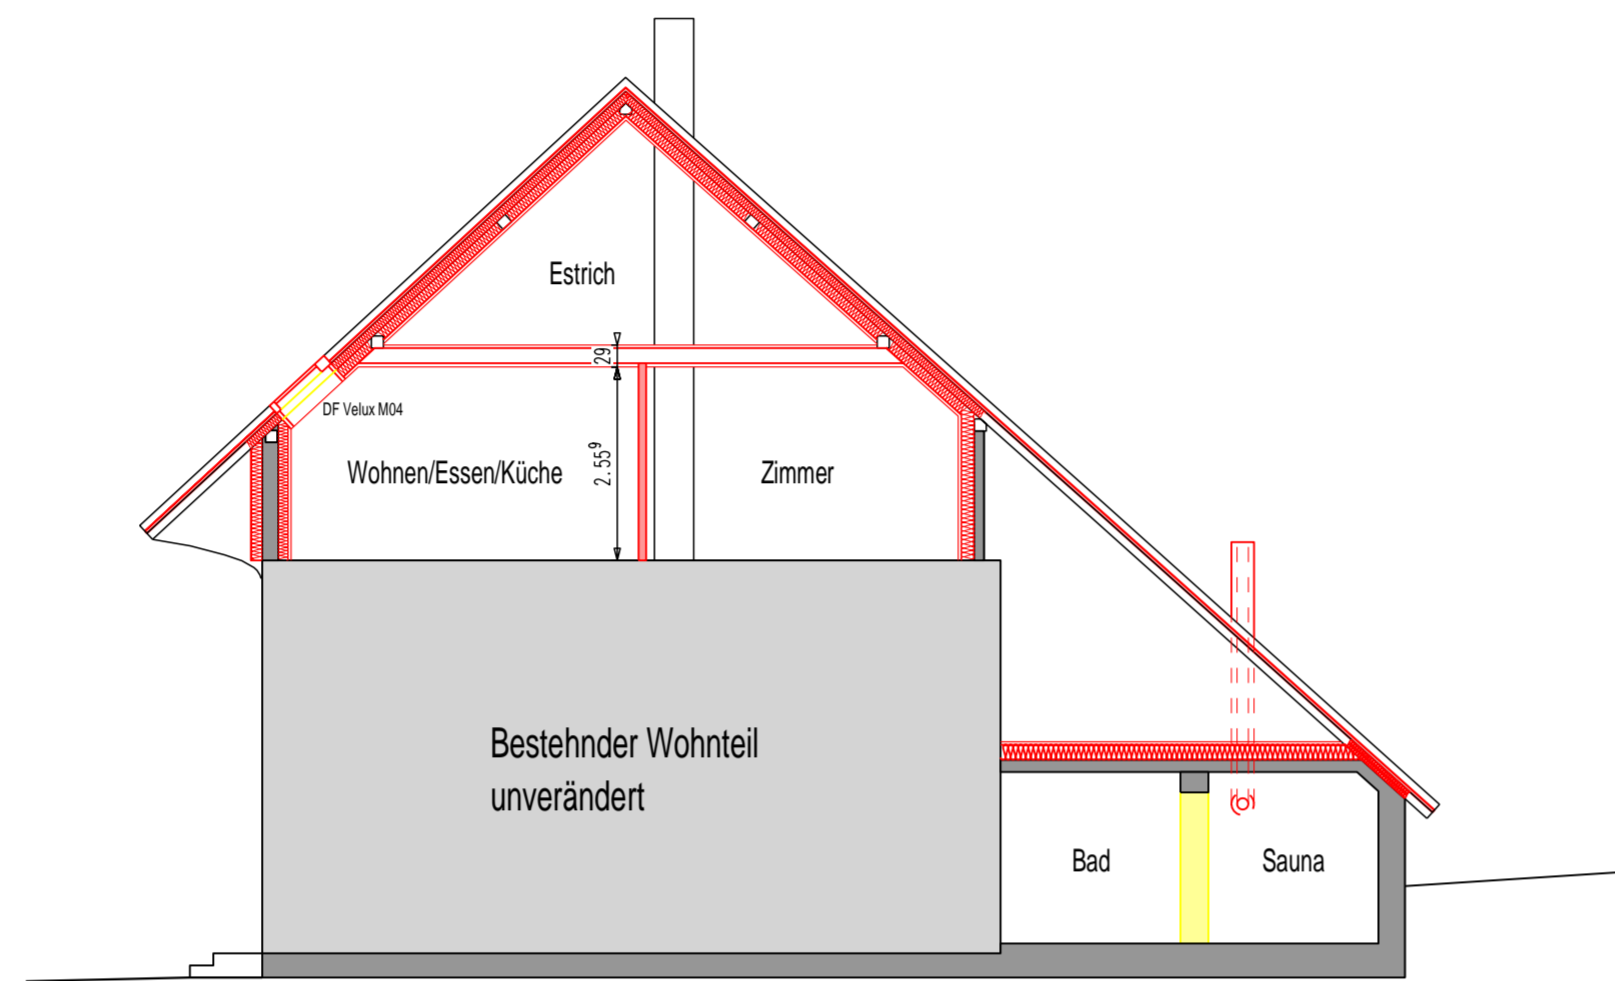 Estrich
29
DF Velux M04
Wohnen/Essen/Küche
2.55⁹
Zimmer
Bestehnder Wohnteil
unverändert
Bad
Sauna